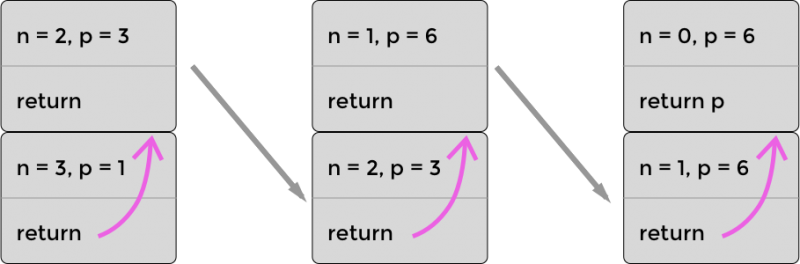 n = 2, p = 3
return
n = 3, p = 1
return
n = 1, p = 6
return
n = 2, p = 3
return
n = 0, p = 6
return p
n = 1, p = 6
return